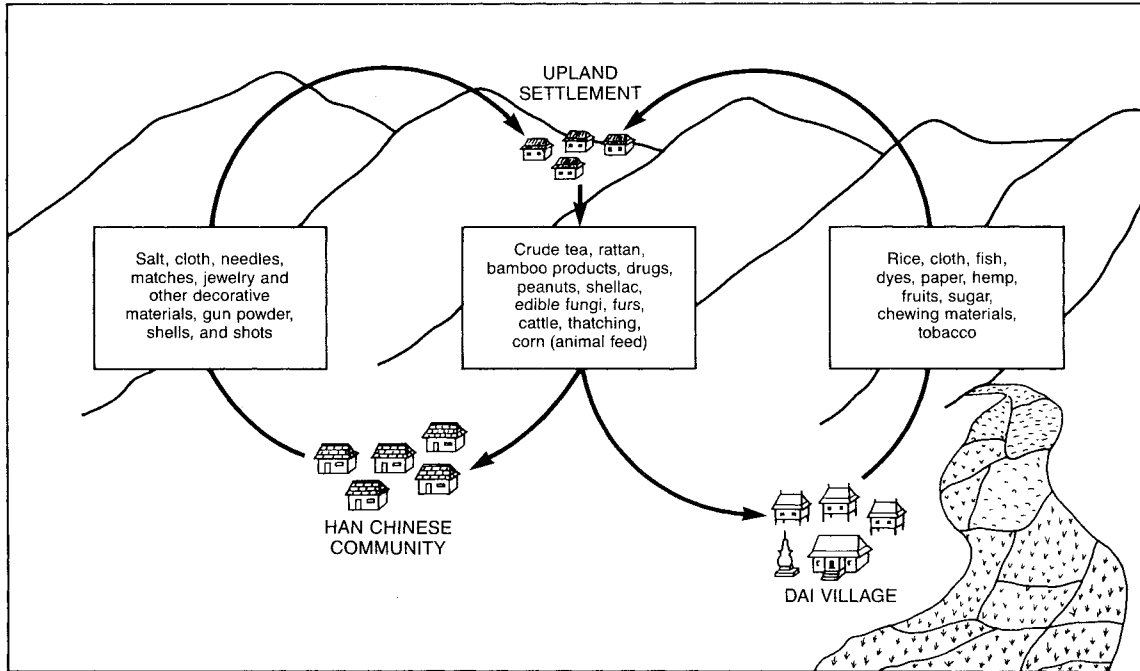 UPLAND
SETTLEMENT
Salt, cloth, needles,
matches, jewelry and
other decorative
materials, gun powder,
shells, and shots
Crude tea, rattan,
bamboo products, drugs,
peanuts, shellac,
edible fungi, furs,
cattle, thatching,
corn (animal feed)
Rice, cloth, fish,
dyes, paper, hemp,
fruits, sugar,
chewing materials,
tobacco
HAN CHINESE
COMMUNITY
DAI VILLAGE